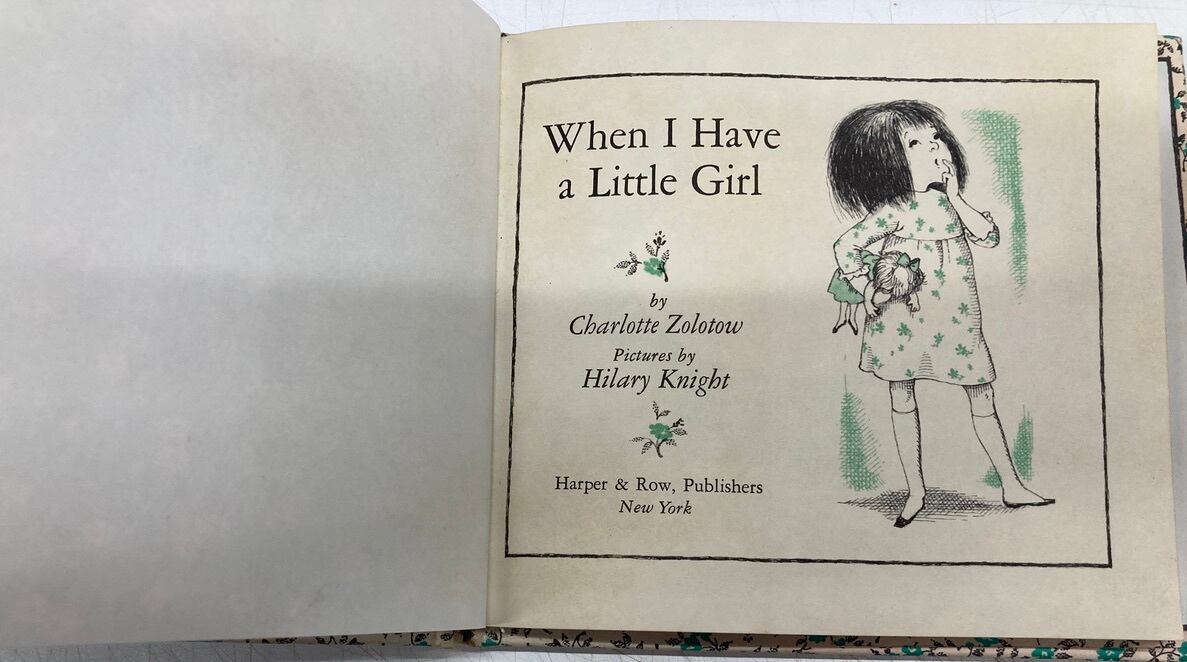 When I Have
a Little Girl
by
Charlotte Zolotow
Pictures by
Hilary Knight
Harper & Row, Publishers
New York